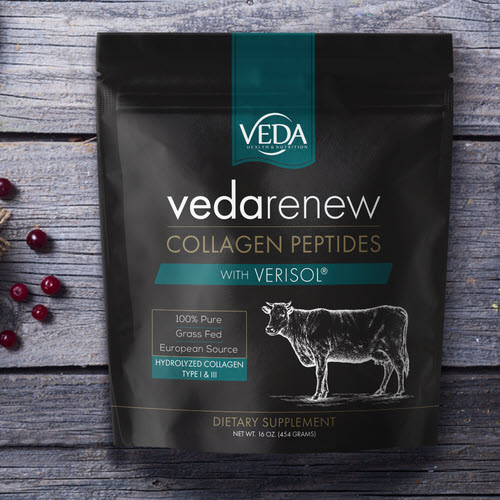 VEDA
HEALTH & NUTRITION
vedarenew
COLLAGEN PEPTIDES
WITH VERISOL®
100% Pure
Grass Fed
European Source
HYDROLYZED COLLAGEN
TYPE I & III
DIETARY SUPPLEMENT
NET WT. 16 OZ. (454 GRAMS)